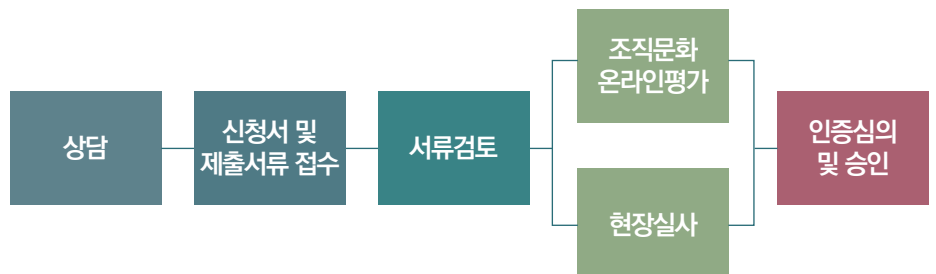 상담
신청서 및
제출서류 접수
서류검토
조직문화
온라인평가
현장실사
인증심의
및 승인